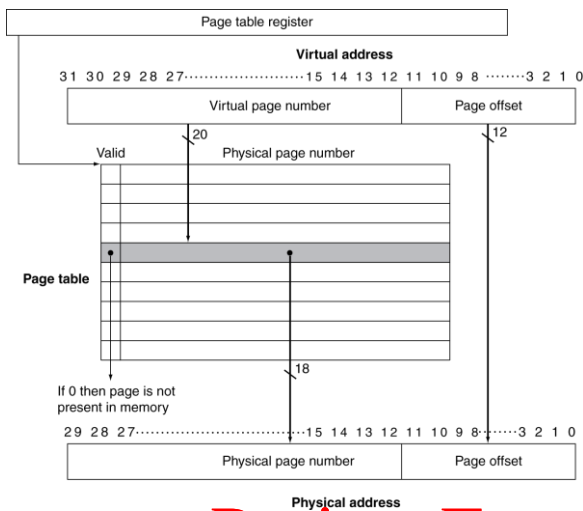 Page table register
Virtual address
31 30 29 28 27·······················15 14 13 12 11 10 9 8 ·······3 2 1 0
Virtual page number Page offset
20 12
Valid Physical page number
Page table
18
If 0 then page is not
present in memory
29 28 27·································15 14 13 12 11 10 9 8·······3 2 1 0
Physical page number Page offset
Physical address